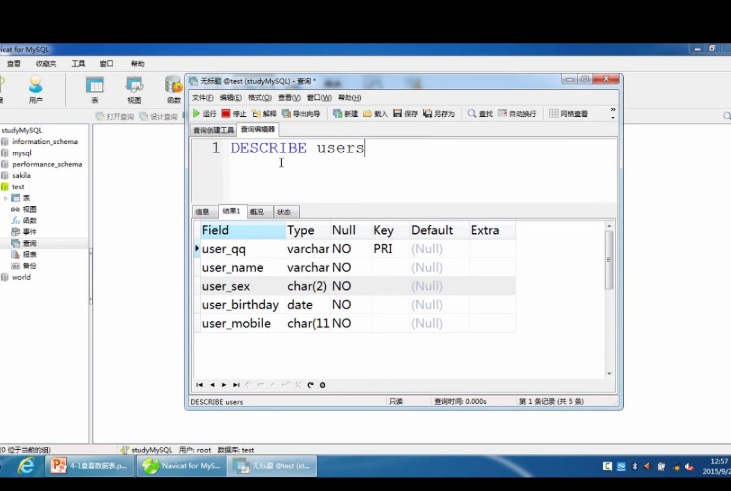 icat for MySQL
查看 收藏夹 工具 窗口 帮助
用户 表 视图 函数
打开查询 设计查询
studyMySQL
information_schema
mysql
performance_schema
sakila
test
表
视图
函数
事件
查询
报表
备份
world
无标题 @test (studyMySQL) - 查询 *
文件(F) 编辑(E) 格式(O) 查看(V) 窗口(W) 帮助(H)
运行 停止 解释 导出向导 新建 载入 保存 另存为 查找 自动换行 网格查看
查询创建工具 查询编辑器
1 DESCRIBE users
信息 结果1 概况 状态
Field Type Null Key Default Extra
user_qq varchar NO PRI (Null)
user_name varchar NO (Null)
user_sex char(2) NO (Null)
user_birthday date NO (Null)
user_mobile char(11 NO (Null)
DESCRIBE users 只读 查询时间: 0.000s 第 1 条记录 (共 5 条)
0 位于当前的组) studyMySQL 用户: root 数据库: test
4-1查看数据表.p... Navicat for MyS... 无标题 @test (st...
12:57
2015/9/2